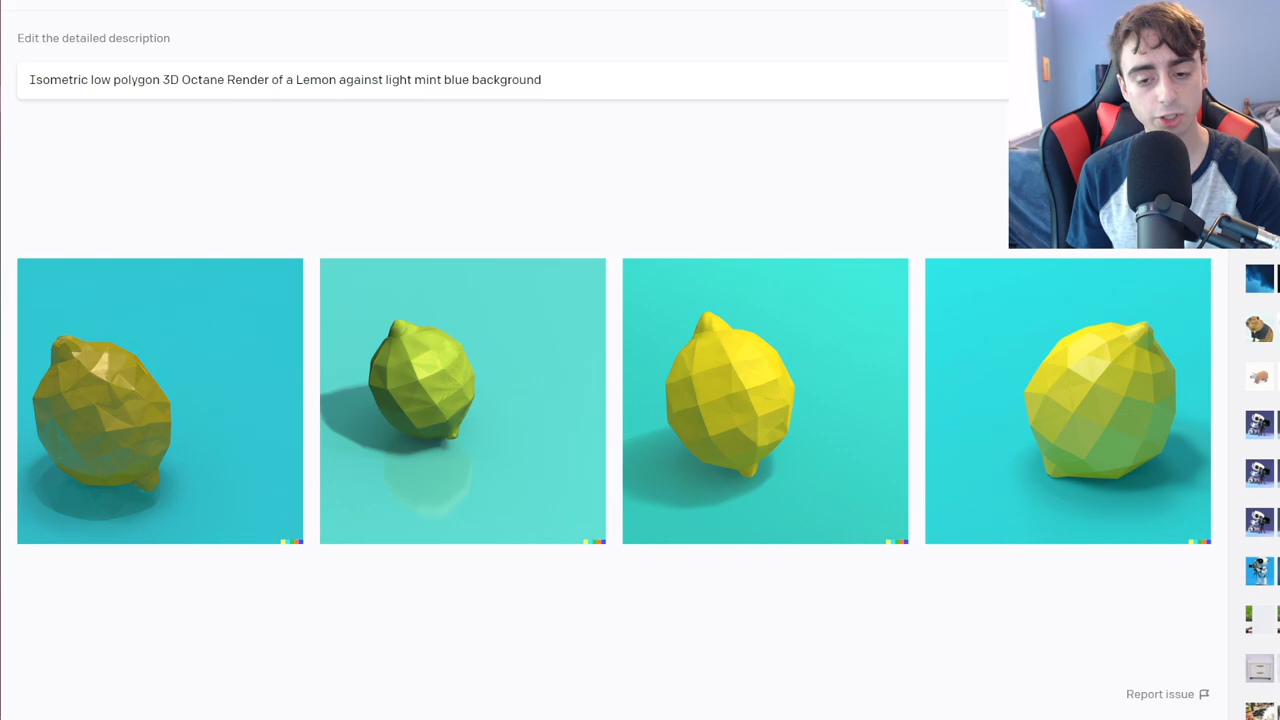 Edit the detailed description
Isometric low polygon 3D Octane Render of a Lemon against light mint blue background
Report issue